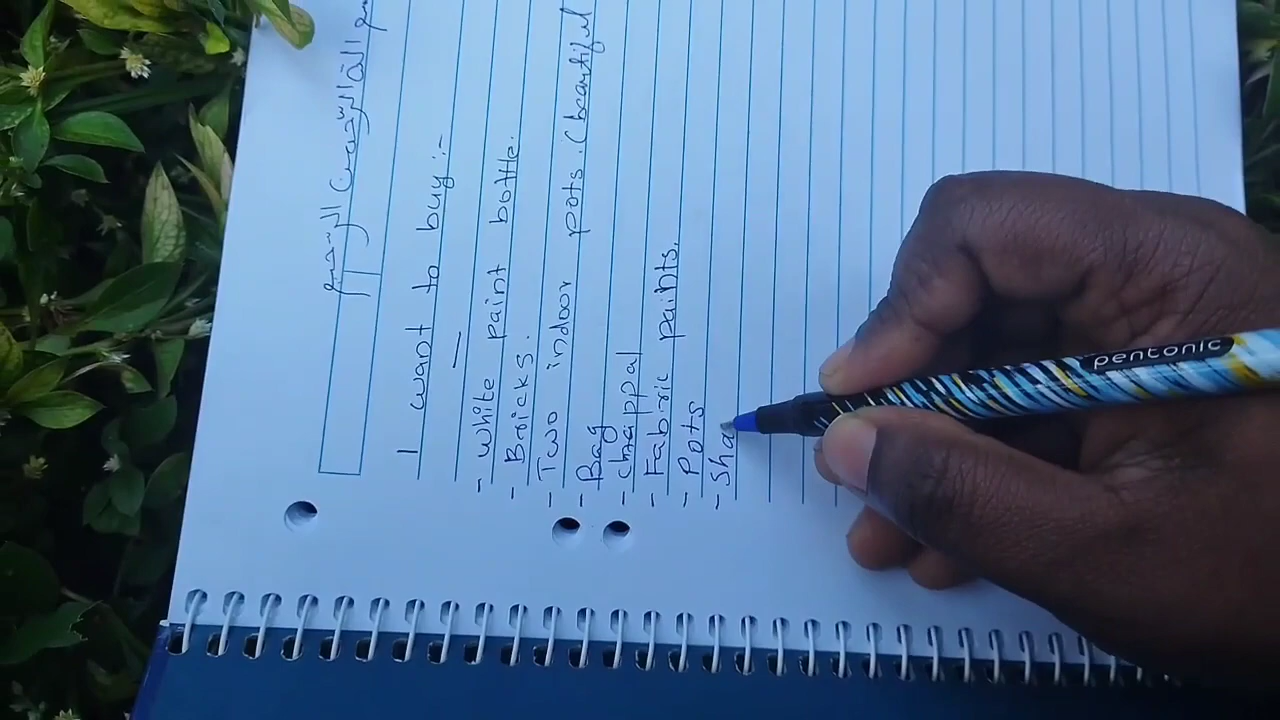 بسم الله الرحمن الرحيم
I want to buy :-
- White paint bottle.
- Bricks.
- Two indoor pots. (beautiful
- Bag
- chappal
- Fabric paints.
- Pots
- Sha
pentonic